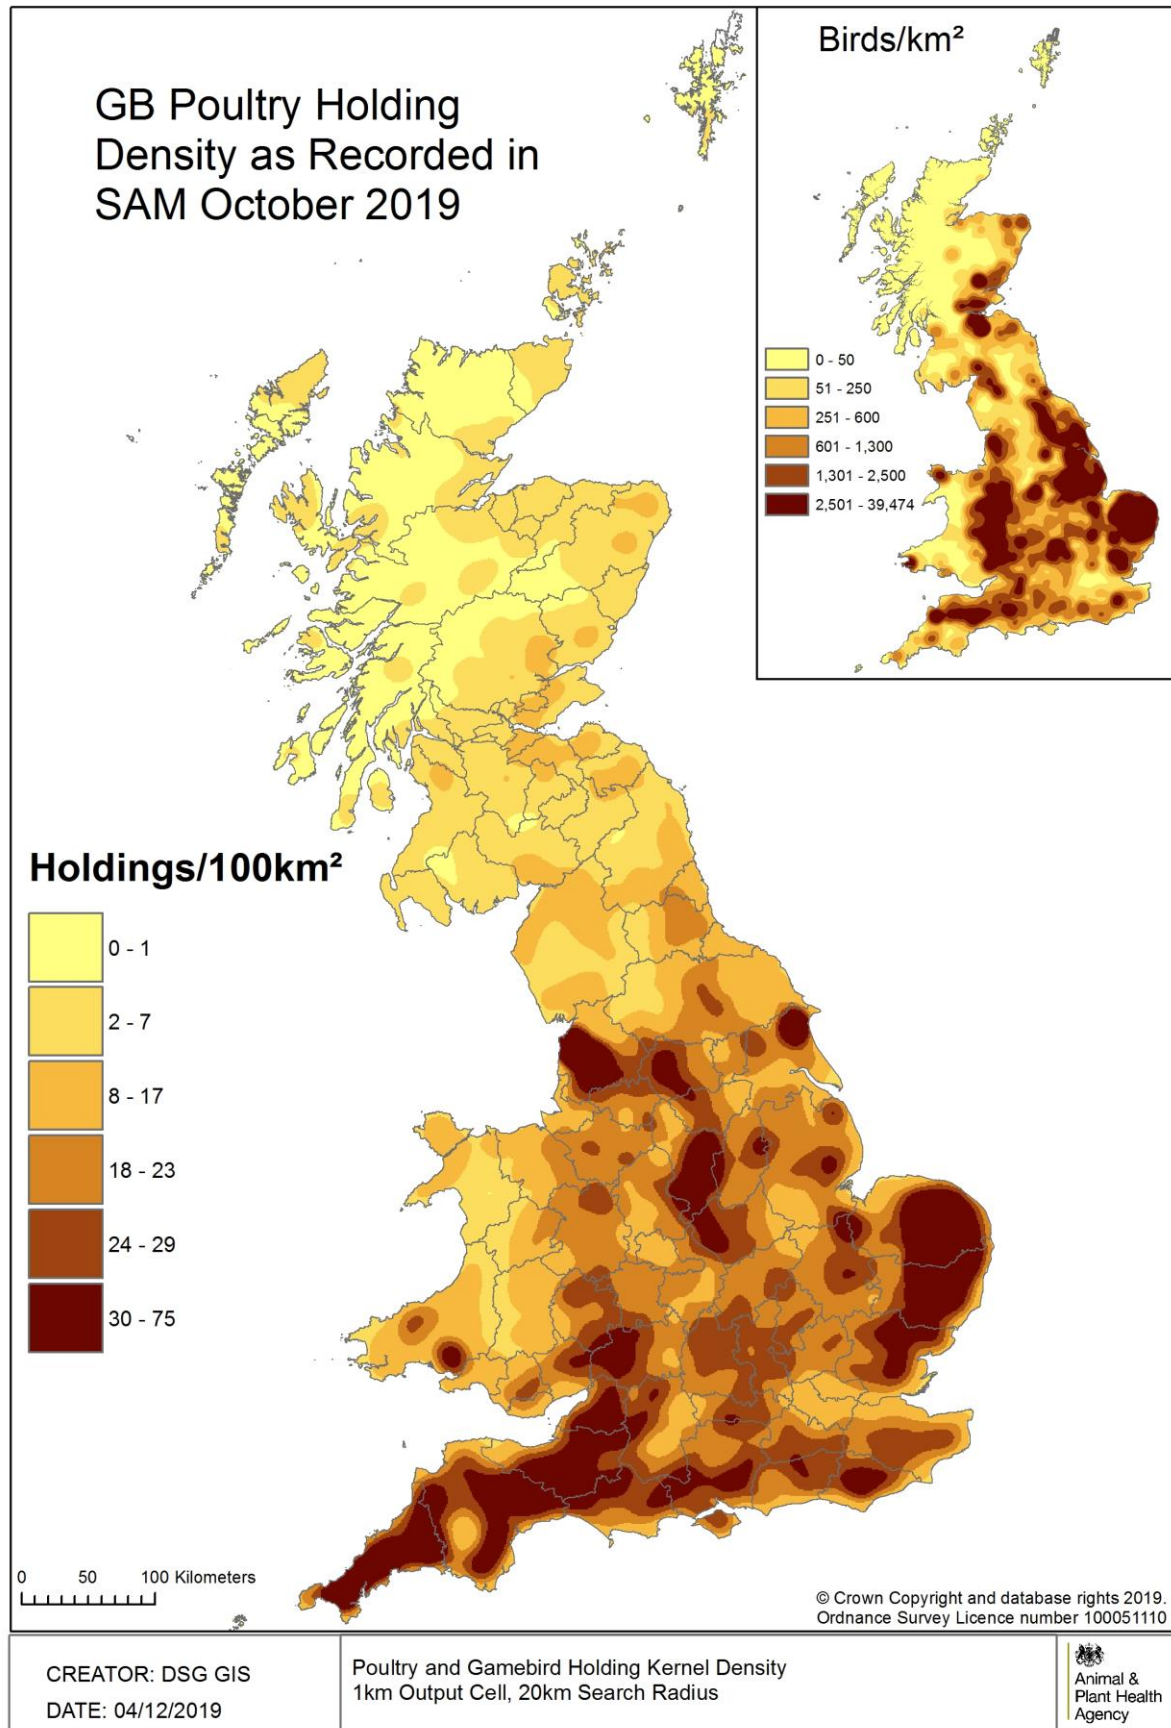 GB Poultry Holding
Density as Recorded in
SAM October 2019
Birds/km²
0 - 50
51 - 250
251 - 600
601 - 1,300
1,301 - 2,500
2,501 - 39,474
Holdings/100km²
0 - 1
2 - 7
8 - 17
18 - 23
24 - 29
30 - 75
0 50 100 Kilometers
© Crown Copyright and database rights 2019.
Ordnance Survey Licence number 100051110
CREATOR: DSG GIS
DATE: 04/12/2019
Poultry and Gamebird Holding Kernel Density
1km Output Cell, 20km Search Radius
Animal &
Plant Health
Agency